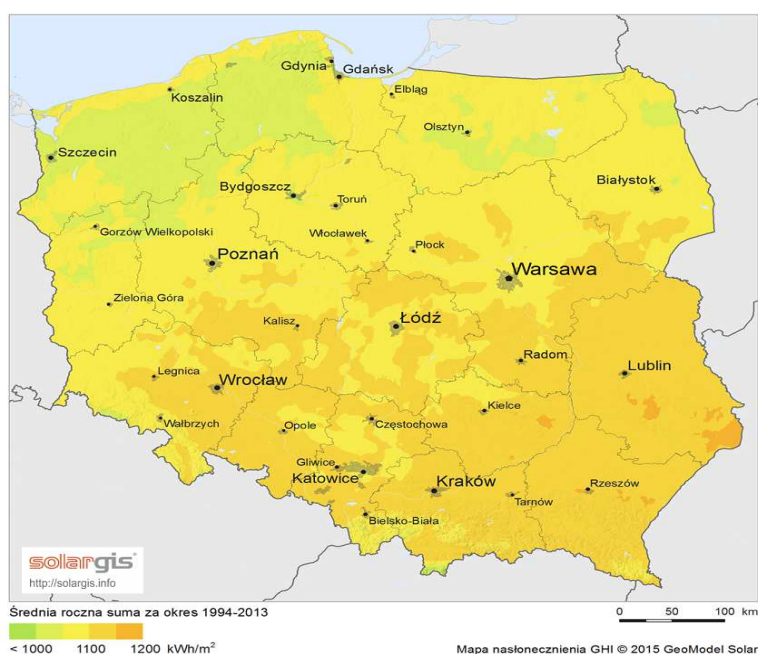 Gdynia
Gdańsk
Elbląg
Koszalin
Olsztyn
Szczecin
Białystok
Bydgoszcz
Toruń
Gorzów Wielkopolski
Włocławek
Płock
Poznań
Warsawa
Zielona Góra
Kalisz
Łódź
Radom
Lublin
Legnica
Wrocław
Kielce
Wałbrzych
Opole
Częstochowa
Gliwice
Katowice
Kraków
Rzeszów
Tarnów
Bielsko-Biała
solargis
http://solargis.info
Średnia roczna suma za okres 1994-2013
0 50 100 km
< 1000 1100 1200 kWh/m²
Mapa nasłonecznienia GHI © 2015 GeoModel Solar